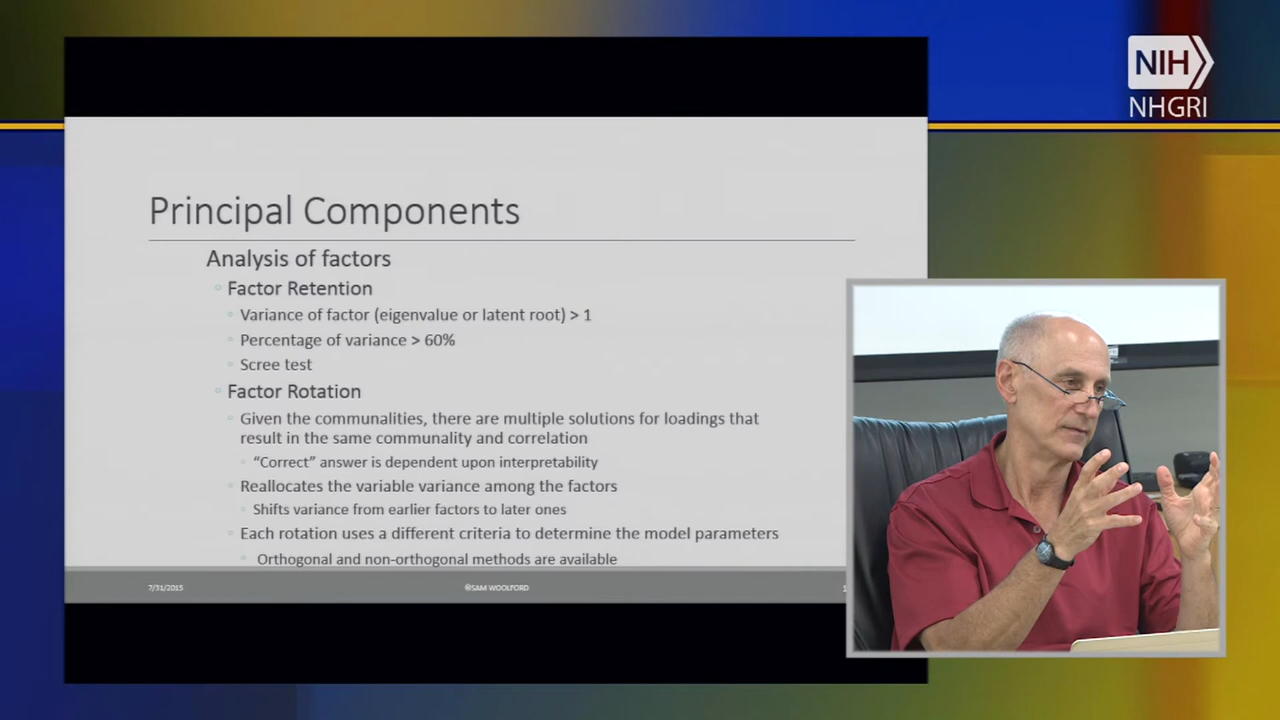 NIH
NHGRI
Principal Components
Analysis of factors
Factor Retention
Variance of factor (eigenvalue or latent root) > 1
Percentage of variance > 60%
Scree test
Factor Rotation
Given the communalities, there are multiple solutions for loadings that
result in the same communality and correlation
“Correct” answer is dependent upon interpretability
Reallocates the variable variance among the factors
Shifts variance from earlier factors to later ones
Each rotation uses a different criteria to determine the model parameters
Orthogonal and non-orthogonal methods are available
7/31/2015
@SAM WOOLFORD